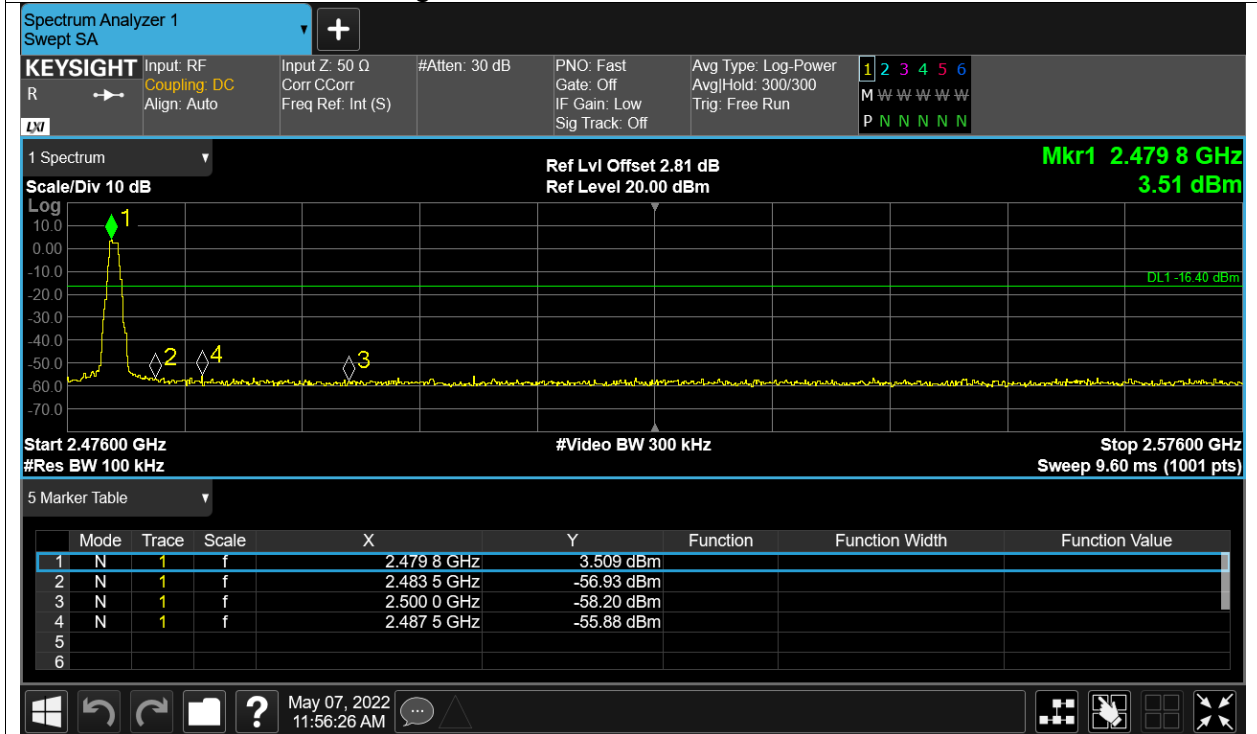 Spectrum Analyzer 1
Swept SA
+
KEYSIGHT
R
LXI
Input: RF
Coupling: DC
Align: Auto
Input Z: 50 Ω
Corr CCorr
Freq Ref: Int (S)
#Atten: 30 dB
PNO: Fast
Gate: Off
IF Gain: Low
Sig Track: Off
Avg Type: Log-Power
Avg|Hold: 300/300
Trig: Free Run
1 2 3 4 5 6
M W W W W W
P N N N N N
1 Spectrum
Scale/Div 10 dB
Ref Lvl Offset 2.81 dB
Ref Level 20.00 dBm
Mkr1 2.479 8 GHz
3.51 dBm
Log
10.0
0.00
-10.0
-20.0
-30.0
-40.0
-50.0
-60.0
-70.0
1
2
4
3
DL1 -16.40 dBm
Start 2.47600 GHz
#Res BW 100 kHz
#Video BW 300 kHz
Stop 2.57600 GHz
Sweep 9.60 ms (1001 pts)
5 Marker Table
Mode Trace Scale X Y Function Function Width Function Value
1 N 1 f 2.479 8 GHz 3.509 dBm
2 N 1 f 2.483 5 GHz -56.93 dBm
3 N 1 f 2.500 0 GHz -58.20 dBm
4 N 1 f 2.487 5 GHz -55.88 dBm
5
6
?
May 07, 2022
11:56:26 AM